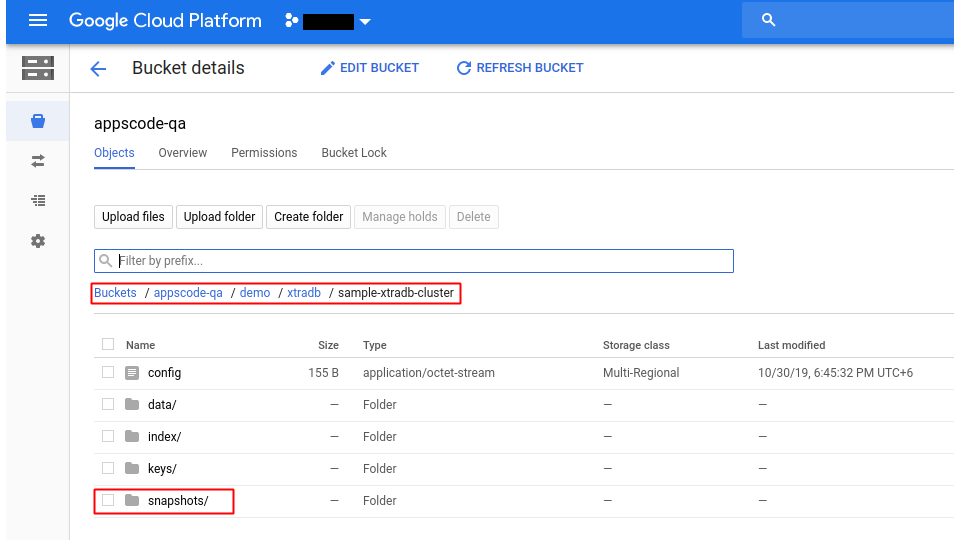 Google Cloud Platform
Bucket details EDIT BUCKET REFRESH BUCKET
appscode-qa
Objects Overview Permissions Bucket Lock
Upload files Upload folder Create folder Manage holds Delete
Filter by prefix...
Buckets / appscode-qa / demo / xtradb / sample-xtradb-cluster
Name Size Type Storage class Last modified
config 155 B application/octet-stream Multi-Regional 10/30/19, 6:45:32 PM UTC+6
data/ — Folder — —
index/ — Folder — —
keys/ — Folder — —
snapshots/ — Folder — —